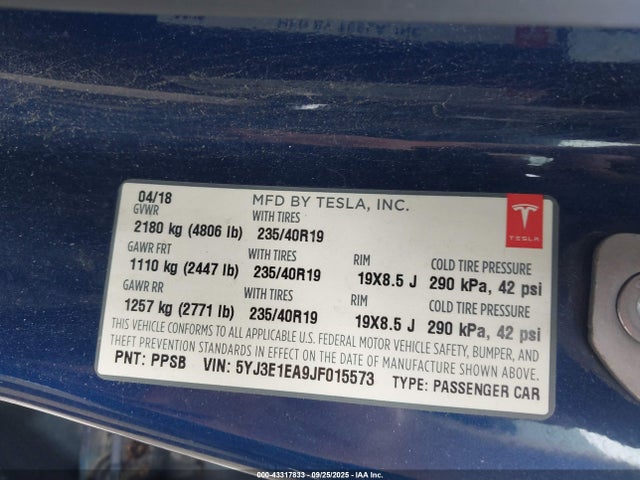 MFD BY TESLA, INC.
04/18
GVWR
2180 kg (4806 lb)
WITH TIRES
235/40R19
GAWR FRT
1110 kg (2447 lb)
WITH TIRES
235/40R19
RIM
19X8.5 J
COLD TIRE PRESSURE
290 kPa, 42 psi
GAWR RR
1257 kg (2771 lb)
WITH TIRES
235/40R19
RIM
19X8.5 J
COLD TIRE PRESSURE
290 kPa, 42 psi
TESLA
THIS VEHICLE CONFORMS TO ALL APPLICABLE U.S. FEDERAL MOTOR VEHICLE SAFETY, BUMPER, AND
THEFT PREVENTION STANDARDS IN EFFECT ON THE DATE OF MANUFACTURE SHOWN ABOVE.
PNT: PPSB VIN: 5YJ3E1EA9JF015573 TYPE: PASSENGER CAR
000-43317833 - 09/25/2025 - IAA Inc.